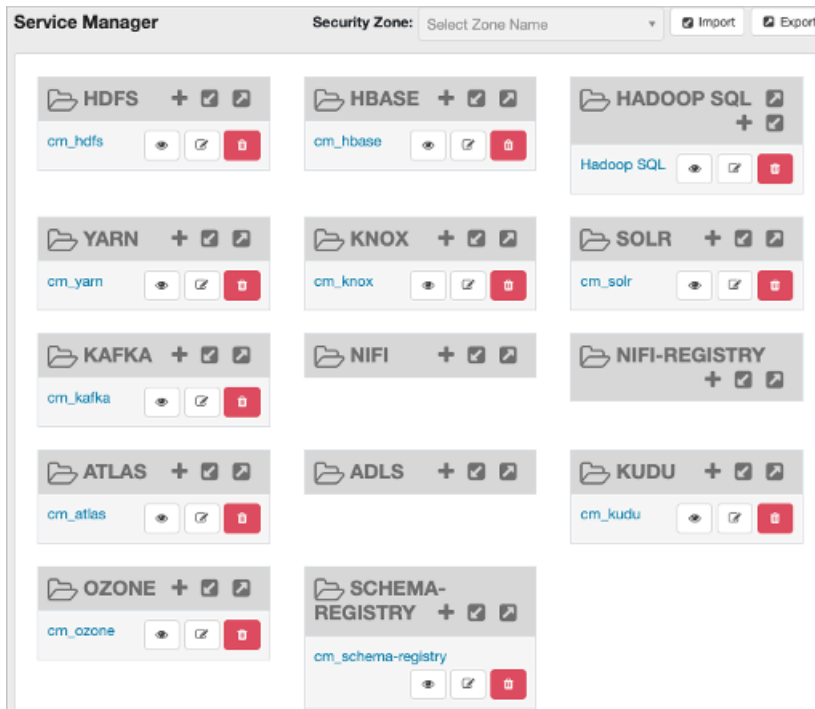 Service Manager
Security Zone: Select Zone Name Import Export
HDFS
cm_hdfs
HBASE
cm_hbase
HADOOP SQL
Hadoop SQL
YARN
cm_yarn
KNOX
cm_knox
SOLR
cm_solr
KAFKA
cm_kafka
NIFI
NIFI-REGISTRY
ATLAS
cm_atlas
ADLS
KUDU
cm_kudu
OZONE
cm_ozone
SCHEMA-
REGISTRY
cm_schema-registry